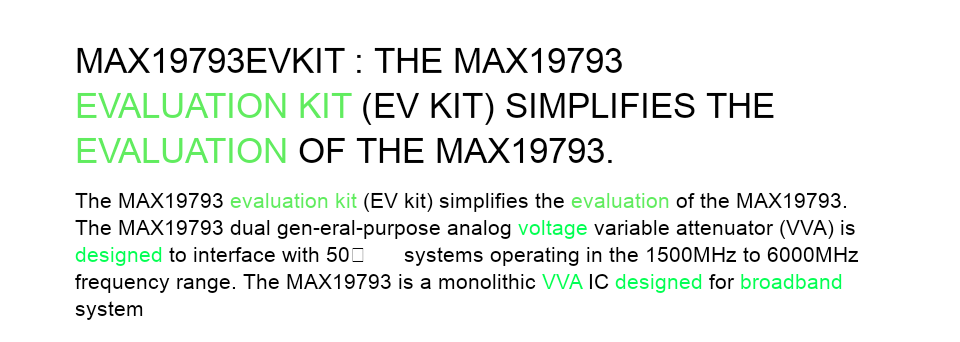 MAX19793EVKIT : THE MAX19793
EVALUATION KIT (EV KIT) SIMPLIFIES THE
EVALUATION OF THE MAX19793.
The MAX19793 evaluation kit (EV kit) simplifies the evaluation of the MAX19793.
The MAX19793 dual gen-eral-purpose analog voltage variable attenuator (VVA) is
designed to interface with 50 systems operating in the 1500MHz to 6000MHz
frequency range. The MAX19793 is a monolithic VVA IC designed for broadband
system